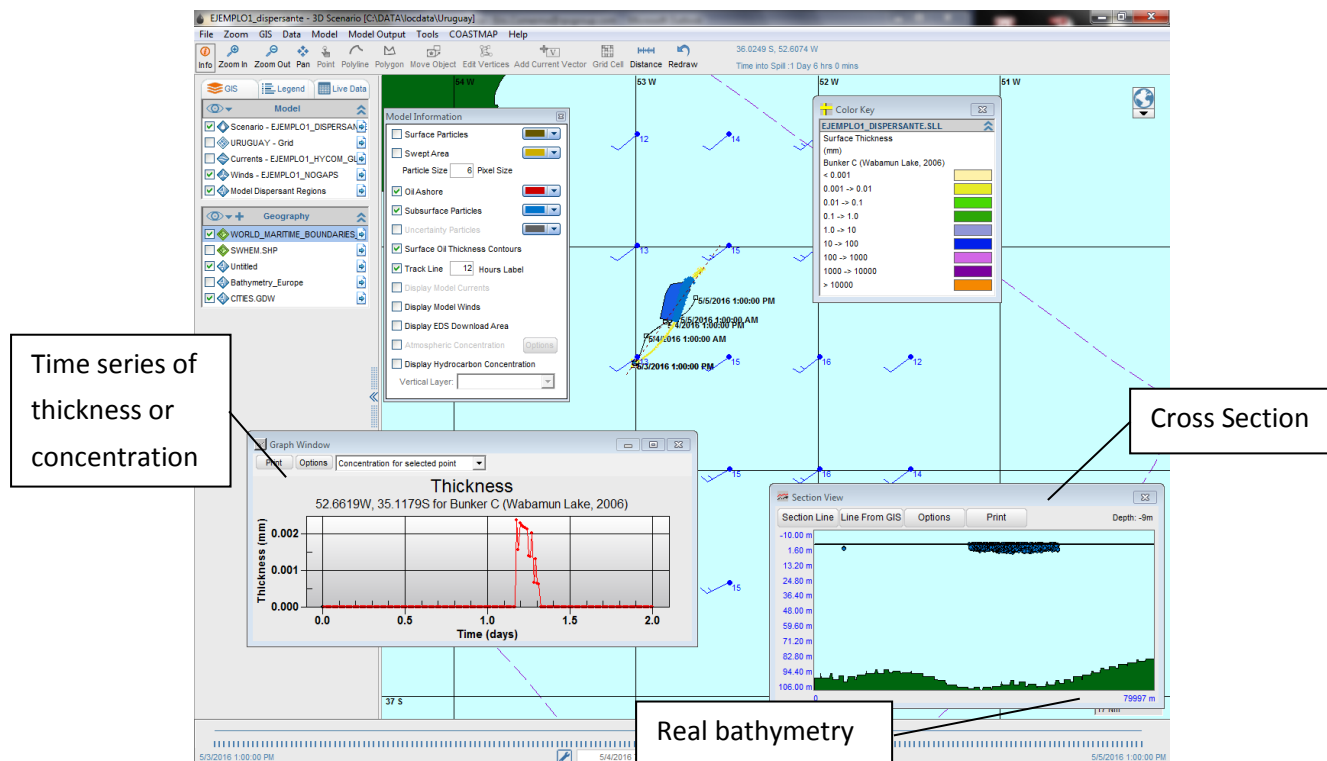 EJEMPLO1_dispersante - 3D Scenario [C:\DATA\locdata\Uruguay]
File Zoom GIS Data Model Model Output Tools COASTMAP Help
Info Zoom In Zoom Out Pan Point Polyline Polygon Move Object Edit Vertices Add Current Vector Grid Cell Distance Redraw
36.0249 S, 52.6074 W
Time into Spill :1 Day 6 hrs 0 mins
GIS Legend Live Data
Model
Scenario - EJEMPLO1_DISPERSAN
URUGUAY - Grid
Currents - EJEMPLO1_HYCOM_GL
Winds - EJEMPLO1_NOGAPS
Model Dispersant Regions
Geography
WORLD_MARITIME_BOUNDARIES
SWHEM.SHP
Untitled
Bathymetry_Europe
CITIES.GDW
54 W 53 W 52 W 51 W
Model Information
Surface Particles
Swept Area
Particle Size 6 Pixel Size
Oil Ashore
Subsurface Particles
Uncertainty Particles
Surface Oil Thickness Contours
Track Line 12 Hours Label
Display Model Currents
Display Model Winds
Display EDS Download Area
Atmospheric Concentration Options
Display Hydrocarbon Concentration
Vertical Layer:
Color Key
EJEMPLO1_DISPERSANTE.SLL
Surface Thickness
(mm)
Bunker C (Wabamun Lake, 2006)
< 0.001
0.001 -> 0.01
0.01 -> 0.1
0.1 -> 1.0
1.0 -> 10
10 -> 100
100 -> 1000
1000 -> 10000
> 10000
12 14
13 15
5/5/2016 1:00:00 PM
5/5/2016 1:00:00 AM
5/4/2016 1:00:00 PM
5/4/2016 1:00:00 AM
5/3/2016 1:00:00 PM
13 15 16 12
15 16 14
15
37 S
Time series of
thickness or
concentration
Cross Section
Real bathymetry
Graph Window
Print Options Concentration for selected point
Thickness
52.6619W, 35.1179S for Bunker C (Wabamun Lake, 2006)
Thickness (mm)
0.002
0.001
0.000
0.0 0.5 1.0 1.5 2.0
Time (days)
Section View
Section Line Line From GIS Options Print Depth: -9m
-10.00 m
1.60 m
13.20 m
24.80 m
36.40 m
48.00 m
59.60 m
71.20 m
82.80 m
94.40 m
106.00 m
0 79997 m
5/3/2016 1:00:00 PM 5/4/2016 5/5/2016 1:00:00 PM